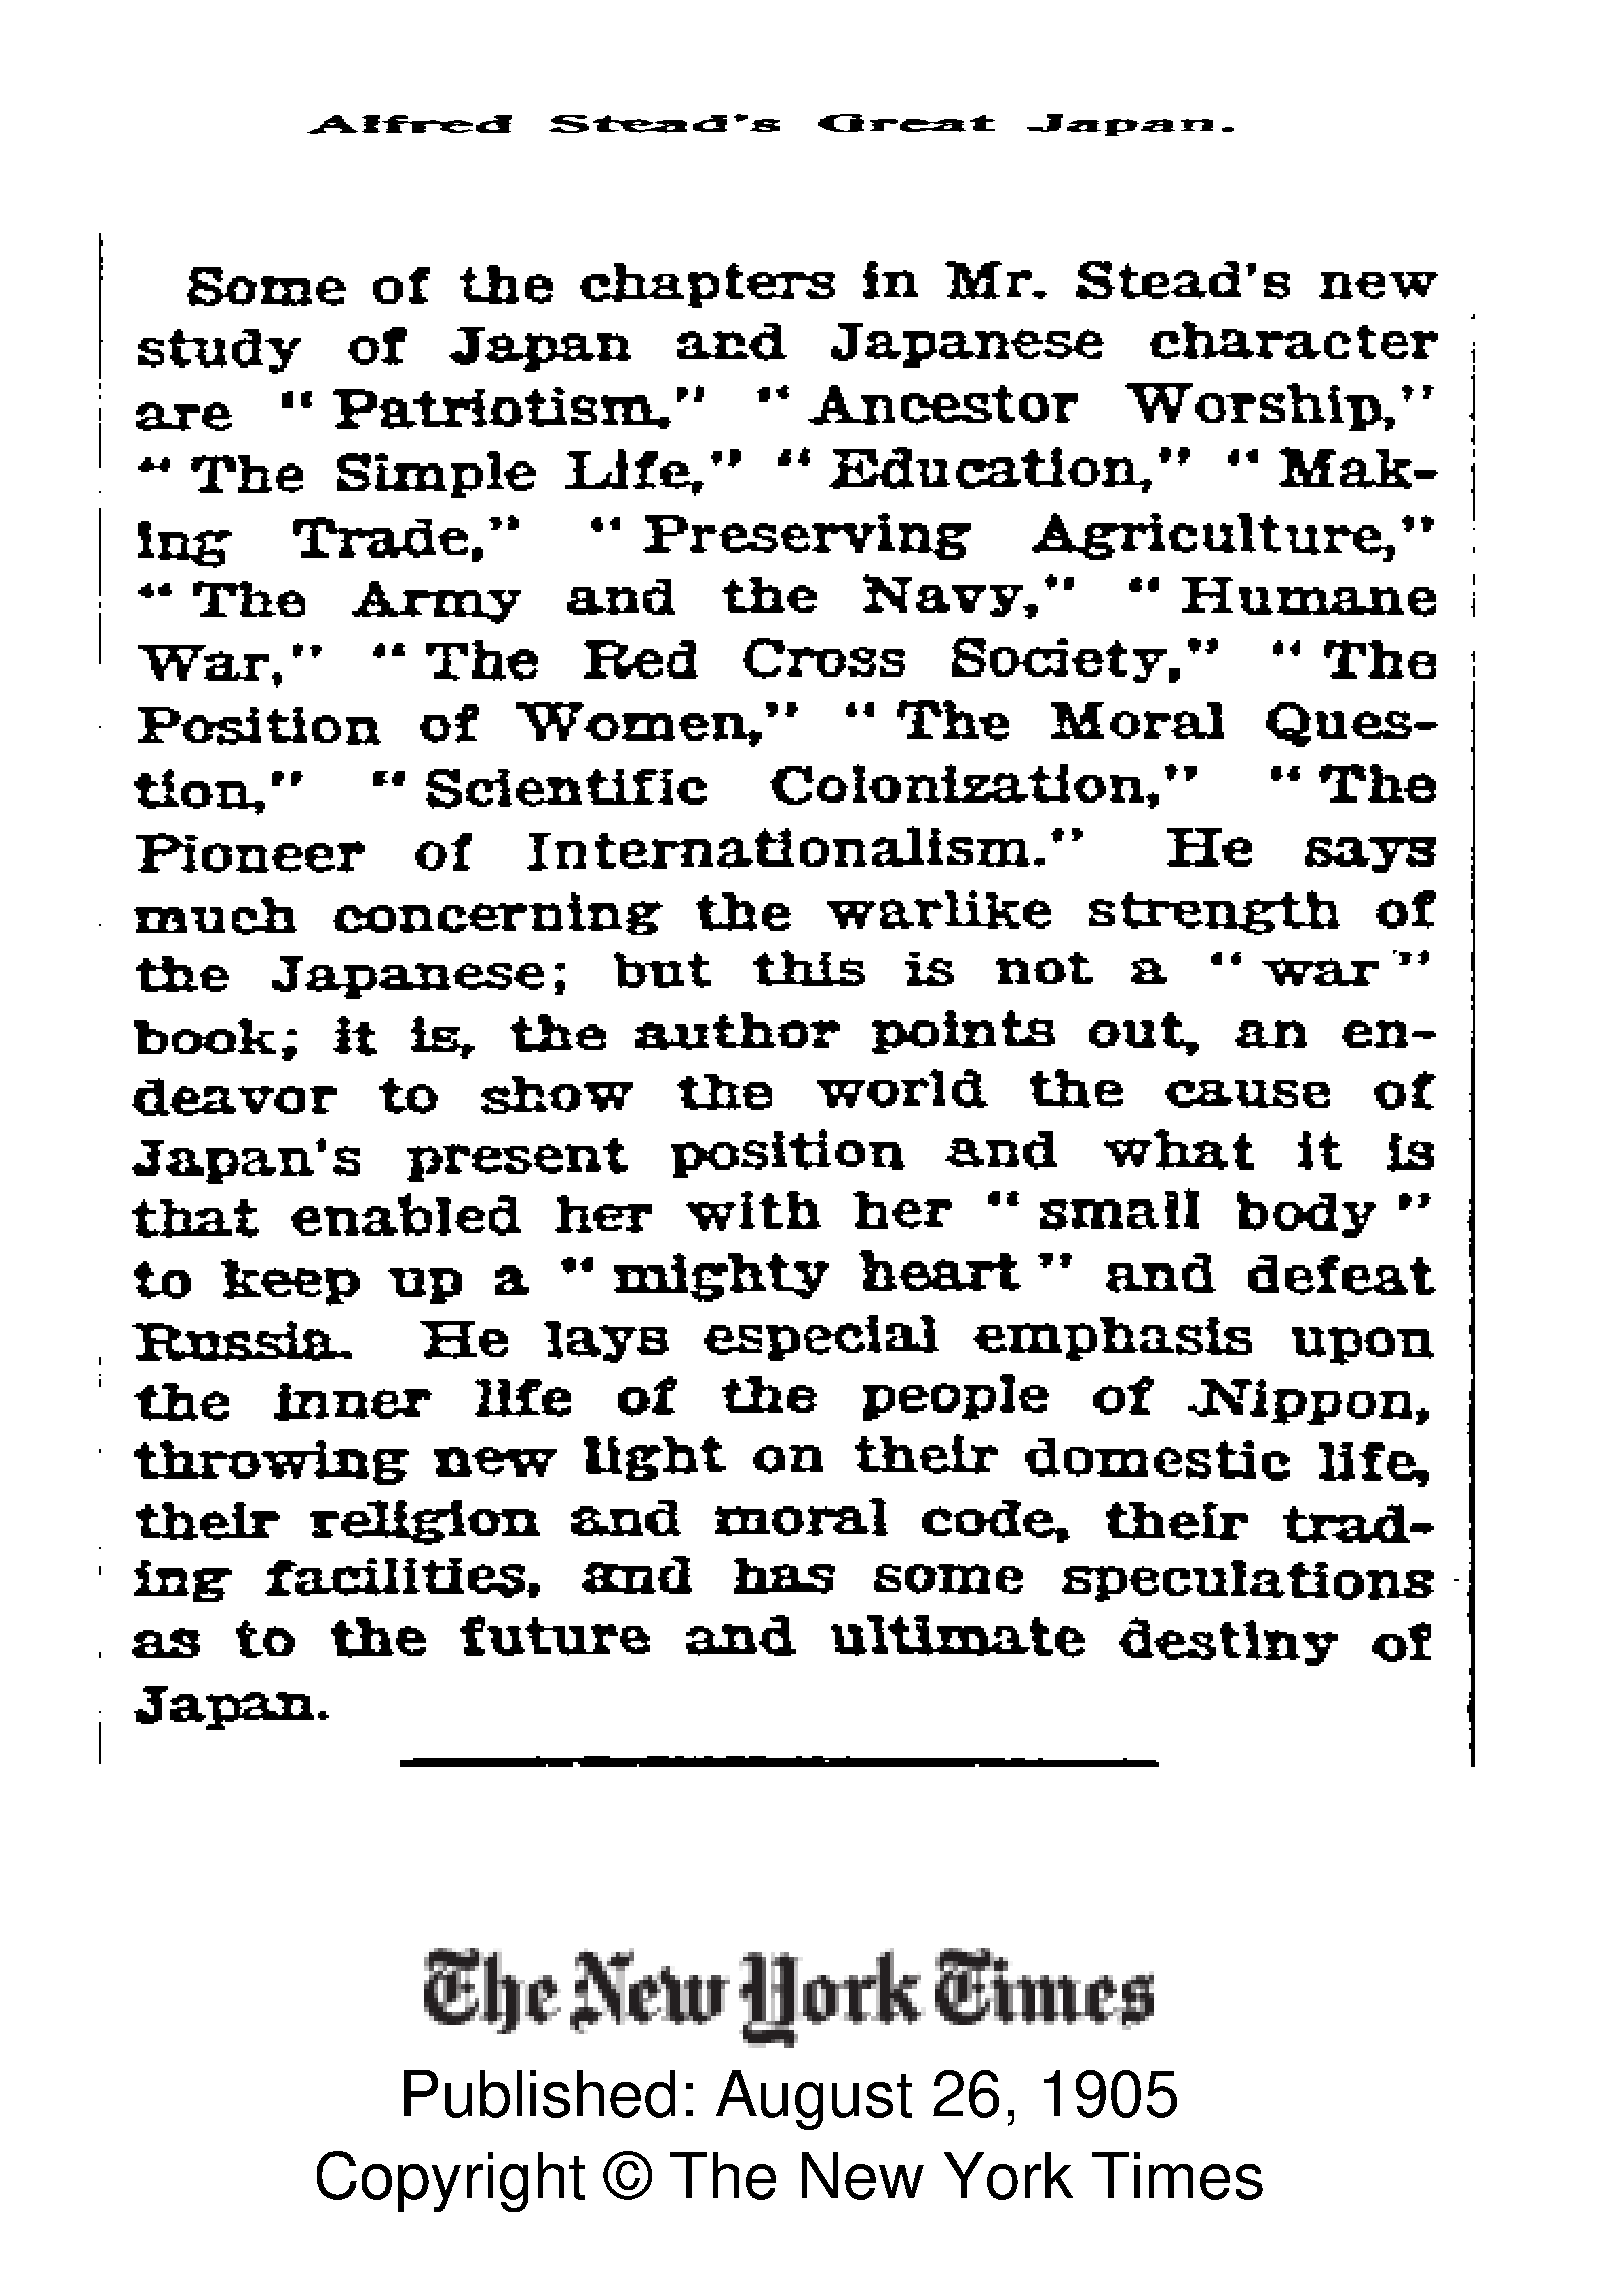 Alfred Stead's Great Japan.
Some of the chapters in Mr. Stead's new
study of Japan and Japanese character
are "Patriotism," "Ancestor Worship,"
"The Simple Life," "Education," "Mak-
ing Trade," "Preserving Agriculture,"
"The Army and the Navy," "Humane
War," "The Red Cross Society," "The
Position of Women," "The Moral Ques-
tion," "Scientific Colonization," "The
Pioneer of Internationalism." He says
much concerning the warlike strength of
the Japanese; but this is not a "war"
book; it is, the author points out, an en-
deavor to show the world the cause of
Japan's present position and what it is
that enabled her with her "small body"
to keep up a "mighty heart" and defeat
Russia. He lays especial emphasis upon
the inner life of the people of Nippon,
throwing new light on their domestic life,
their religion and moral code, their trad-
ing facilities, and has some speculations
as to the future and ultimate destiny of
Japan.
The New York Times
Published: August 26, 1905
Copyright © The New York Times